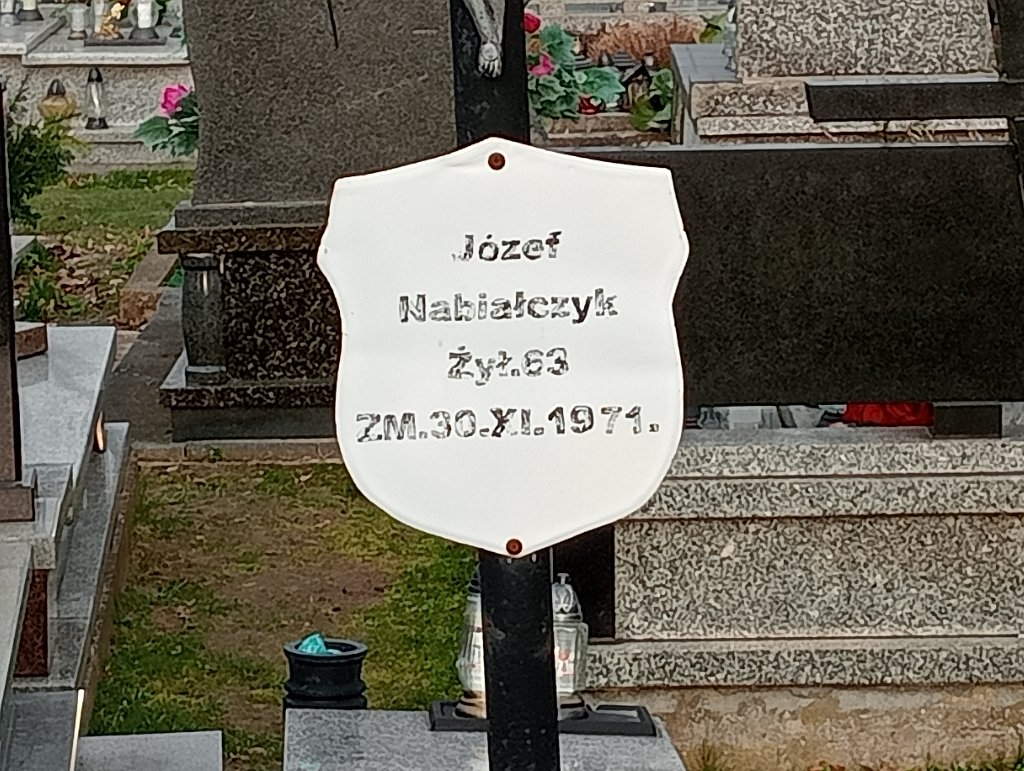 Józef
Nabiałczyk
Żył.63
ZM.30.XI.1971.